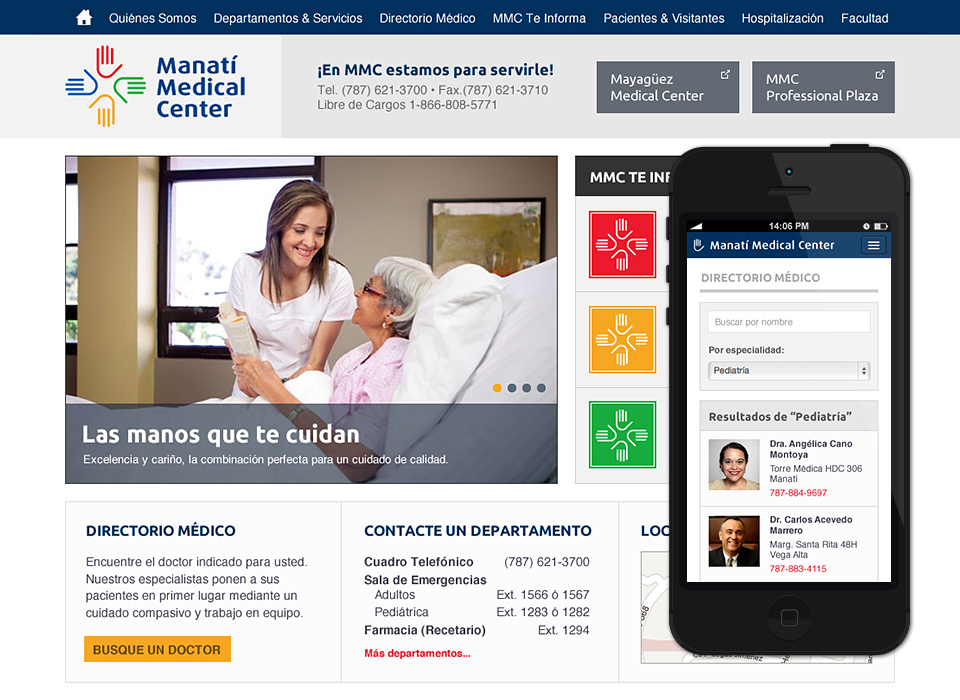 Quiénes Somos Departamentos & Servicios Directorio Médico MMC Te Informa Pacientes & Visitantes Hospitalización Facultad
Manatí
Medical
Center
¡En MMC estamos para servirle!
Tel. (787) 621-3700 • Fax.(787) 621-3710
Libre de Cargos 1-866-808-5771
Mayagüez
Medical Center
MMC
Professional Plaza
Las manos que te cuidan
Excelencia y cariño, la combinación perfecta para un cuidado de calidad.
MMC TE INF
14:06 PM
Manatí Medical Center
DIRECTORIO MÉDICO
Buscar por nombre
Por especialidad:
Pediatría
Resultados de “Pediatría”
Dra. Angélica Cano
Montoya
Torre Médica HDC 306
Manatí
787-884-9697
Dr. Carlos Acevedo
Marrero
Marg. Santa Rita 48H
Vega Alta
787-883-4115
DIRECTORIO MÉDICO
Encuentre el doctor indicado para usted.
Nuestros especialistas ponen a sus
pacientes en primer lugar mediante un
cuidado compasivo y trabajo en equipo.
BUSQUE UN DOCTOR
CONTACTE UN DEPARTAMENTO
Cuadro Telefónico (787) 621-3700
Sala de Emergencias
Adultos Ext. 1566 ó 1567
Pediátrica Ext. 1283 ó 1282
Farmacia (Recetario) Ext. 1294
Más departamentos...
LOC